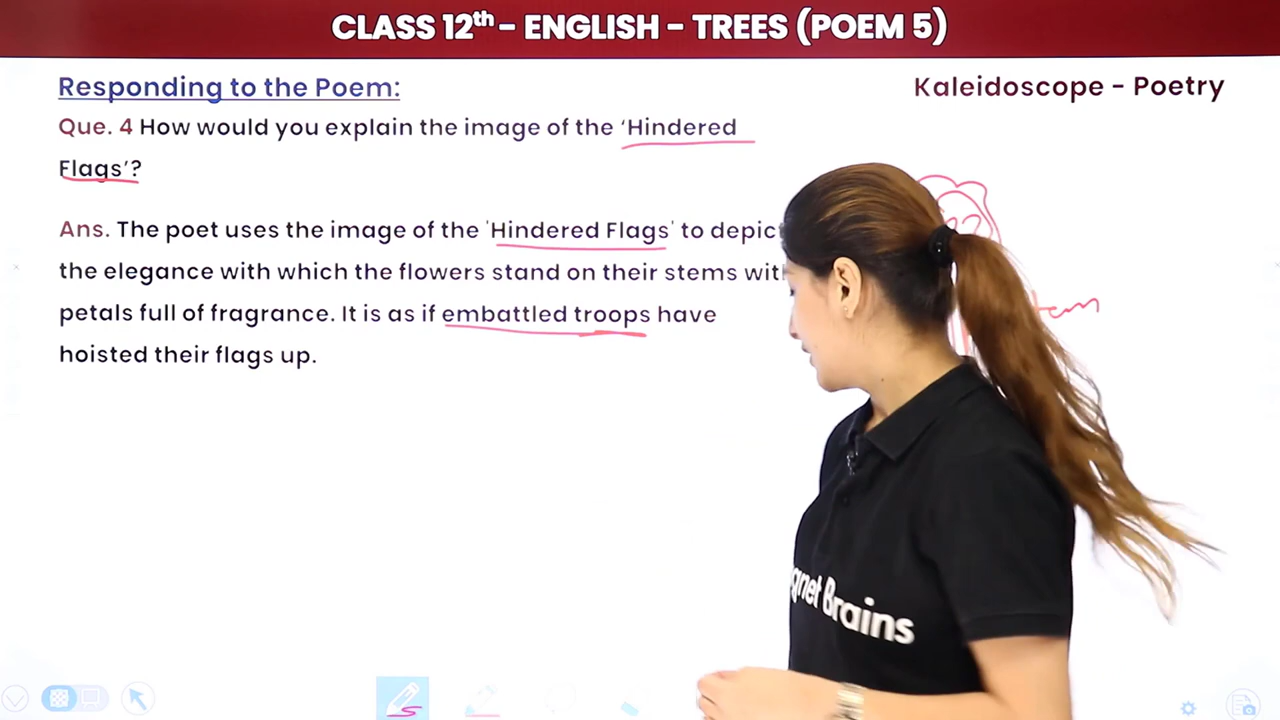 CLASS 12th - ENGLISH - TREES (POEM 5)
Responding to the Poem:
Kaleidoscope - Poetry
Que. 4 How would you explain the image of the ‘Hindered
Flags’?
Ans. The poet uses the image of the 'Hindered Flags' to
the elegance with which the flowers stand on their stems
petals full of fragrance. It is as if embattled troops have
hoisted their flags up.
Brains